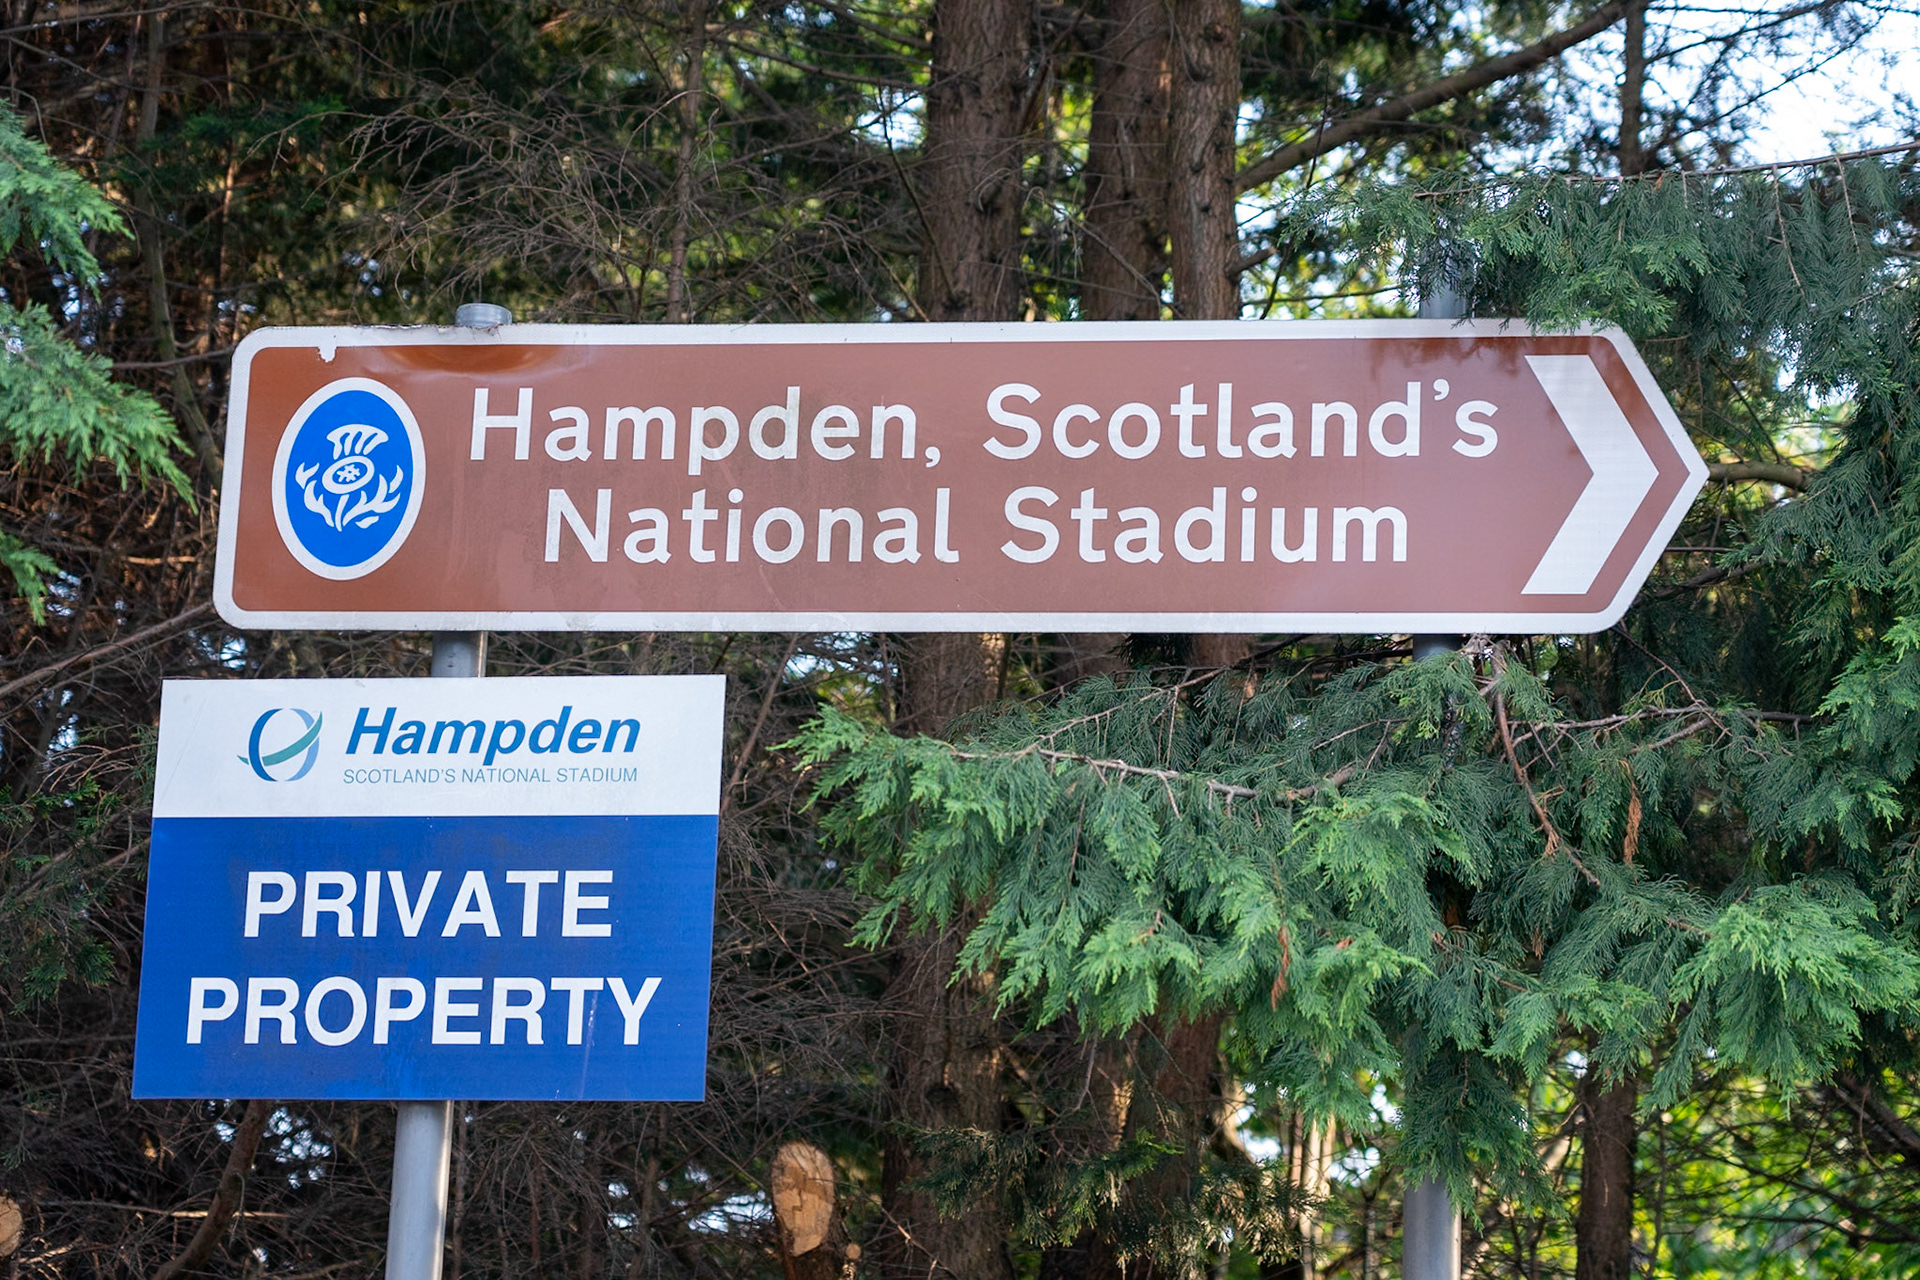 Hampden, Scotland's
National Stadium
Hampden
SCOTLAND'S NATIONAL STADIUM
PRIVATE
PROPERTY